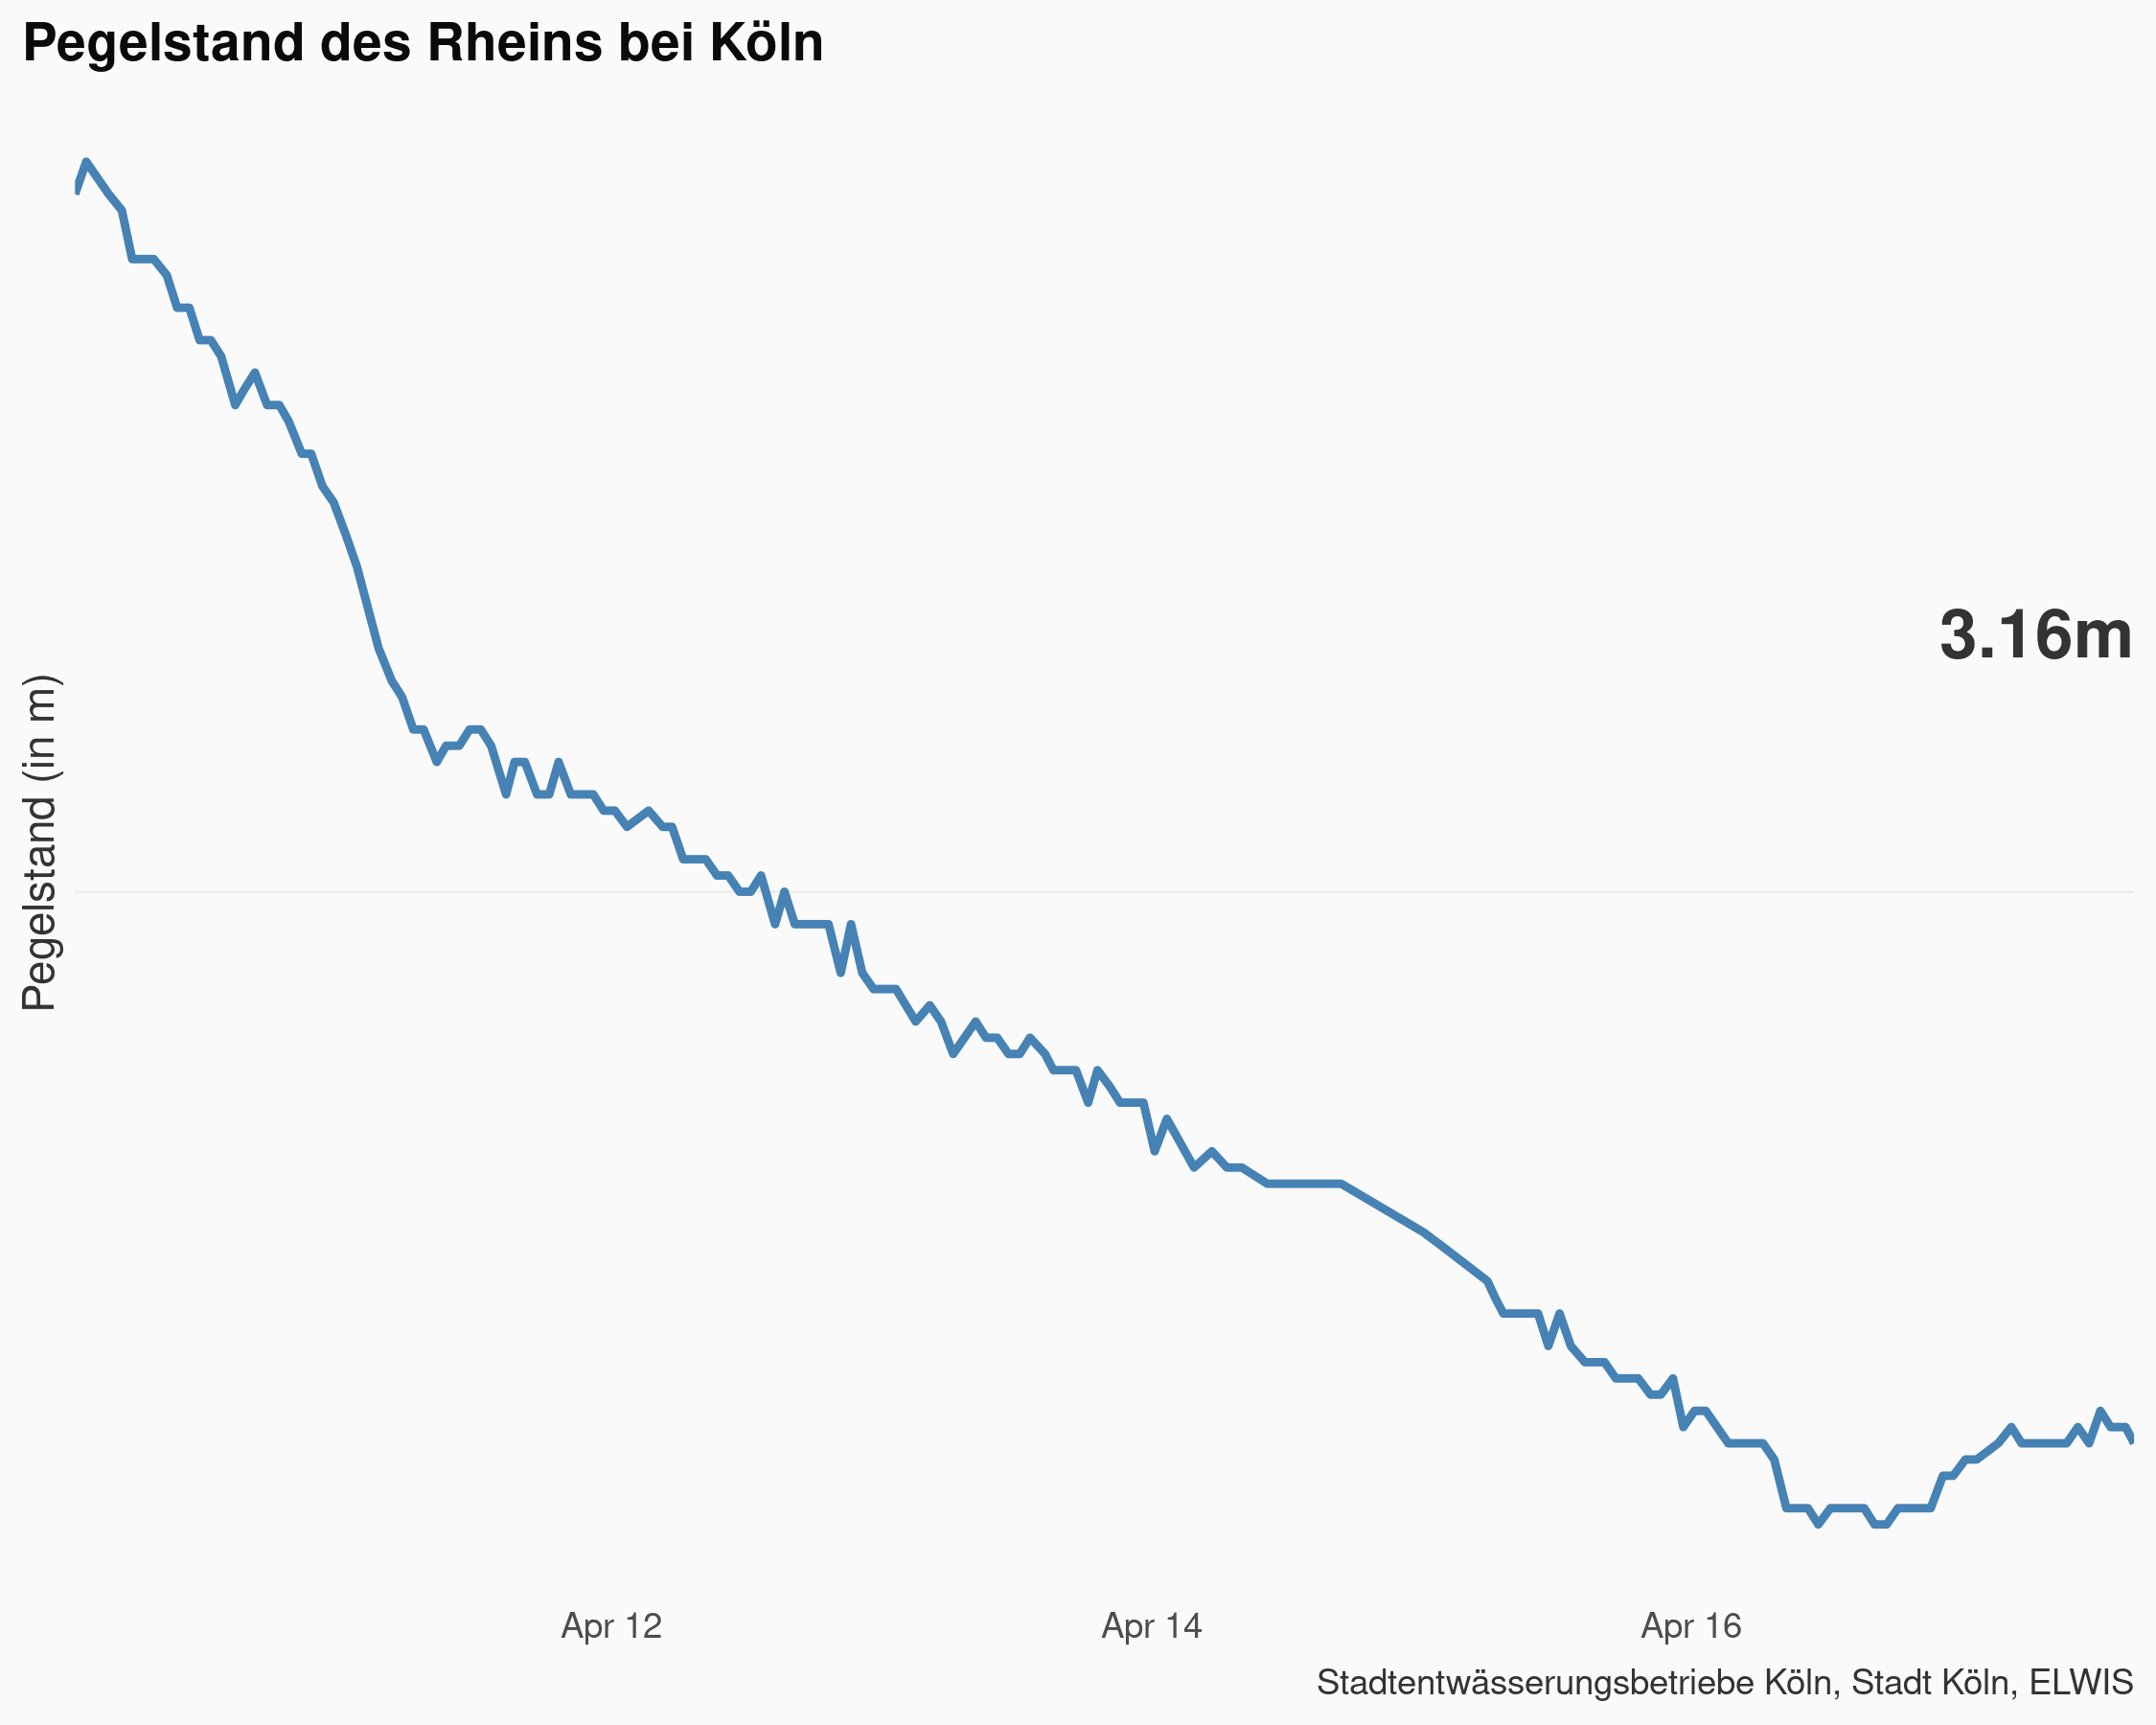 Pegelstand des Rheins bei Köln
3.16m
Pegelstand (in m)
Apr 12
Apr 14
Apr 16
Stadtentwässerungsbetriebe Köln, Stadt Köln, ELWIS